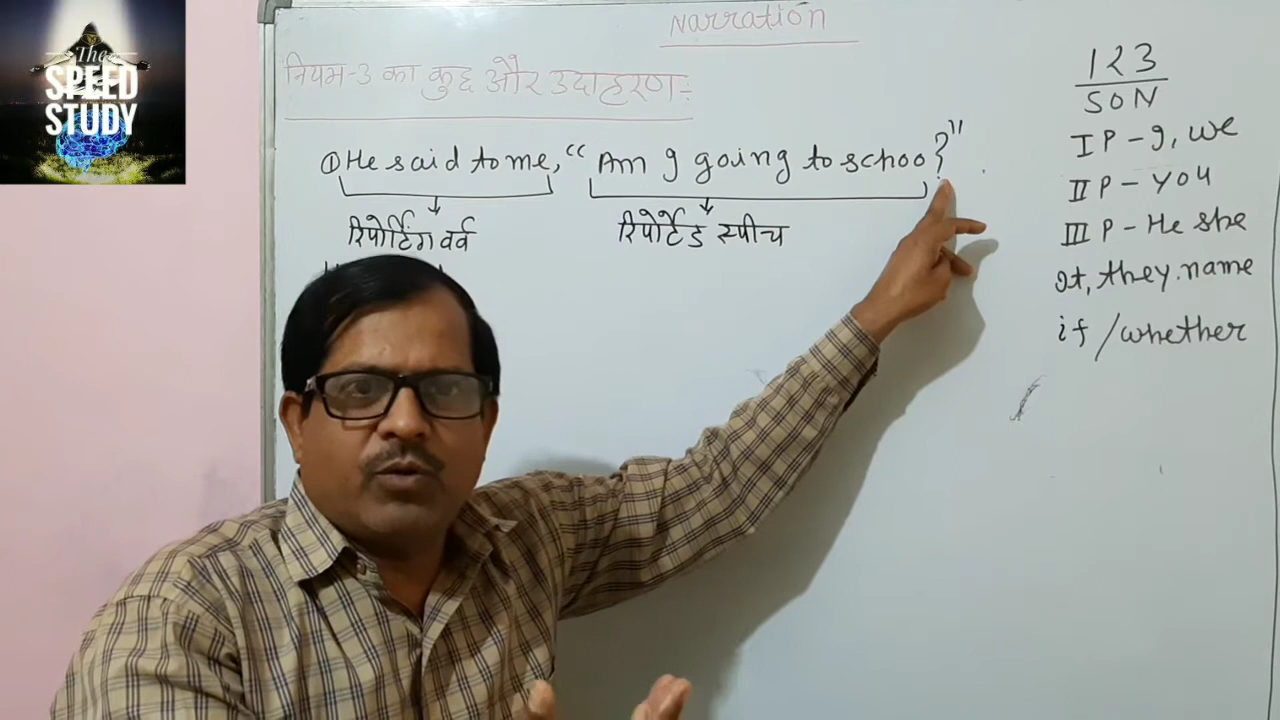 The
SPEED
STUDY
Narration
नियम-3 का कुछ और उदाहरण:
① He said to me, “ Am I going to schoo ?”
रिपोर्टिंग वर्व
रिपोर्टेड स्पीच
1 2 3
S O N
I P - I, we
II P - You
III P - He she
It, they. name
if / whether